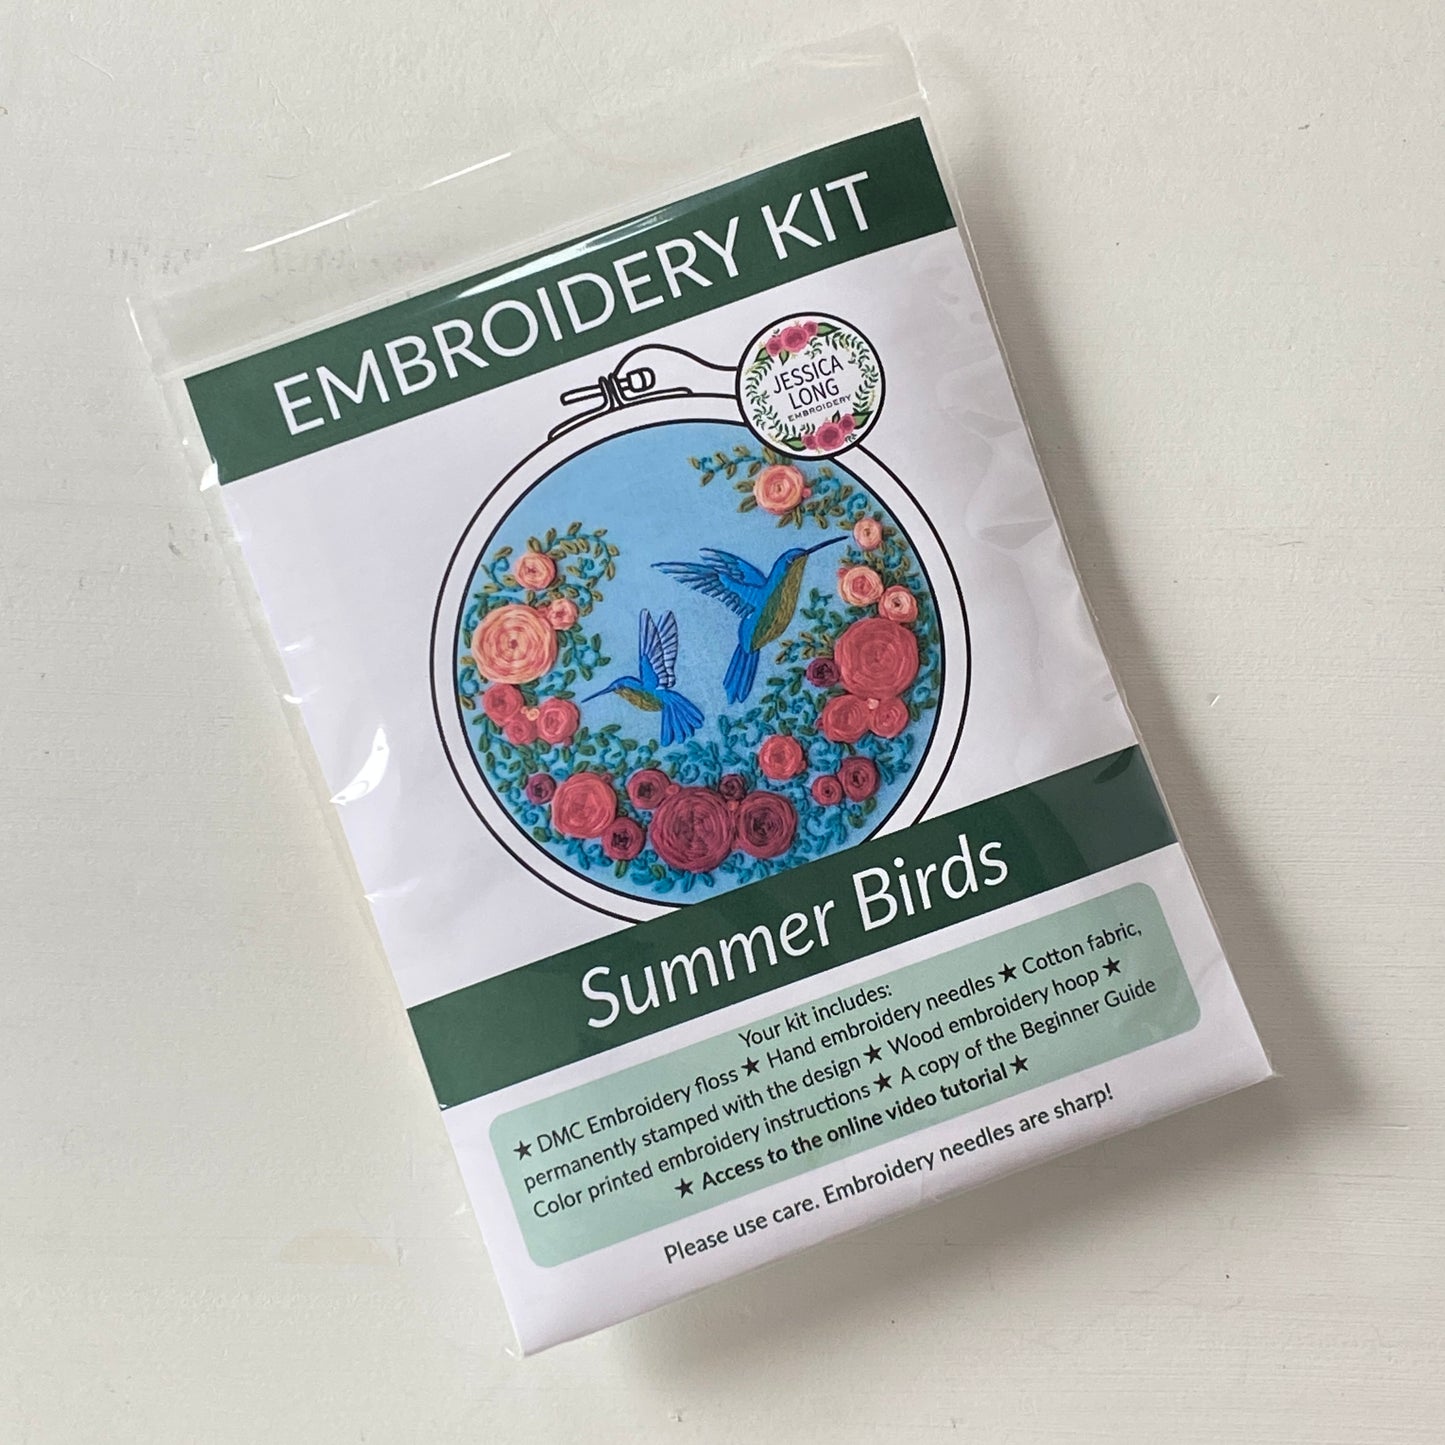 EMBROIDERY KIT
JESSICA
LONG
EMBROIDERY
Summer Birds
Your kit includes:
★ DMC Embroidery floss ★ Hand embroidery needles ★ Cotton fabric,
permanently stamped with the design ★ Wood embroidery hoop ★
Color printed embroidery instructions ★ A copy of the Beginner Guide
★ Access to the online video tutorial ★
Please use care. Embroidery needles are sharp!